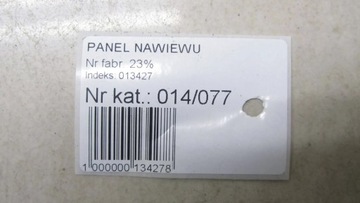 PANEL NAWIEWU
Nr fabr. 23%
Indeks. 013427
Nr kat.: 014/077
1 000000 134278